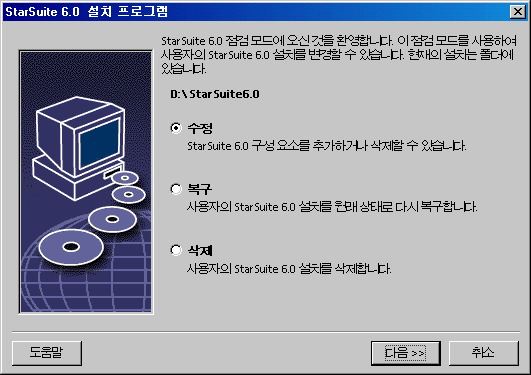 StarSuite 6.0 설치 프로그램
StarSuite 6.0 점검 모드에 오신 것을 환영합니다. 이 점검 모드를 사용하여
사용자의 StarSuite 6.0 설치를 변경할 수 있습니다. 현재의 설치는 폴더에
있습니다.
D:\StarSuite6.0
수정
StarSuite 6.0 구성 요소를 추가하거나 삭제할 수 있습니다.
복구
사용자의 StarSuite 6.0 설치를 원래 상태로 다시 복구합니다.
삭제
사용자의 StarSuite 6.0 설치를 삭제합니다.
도움말
다음 >>
취소